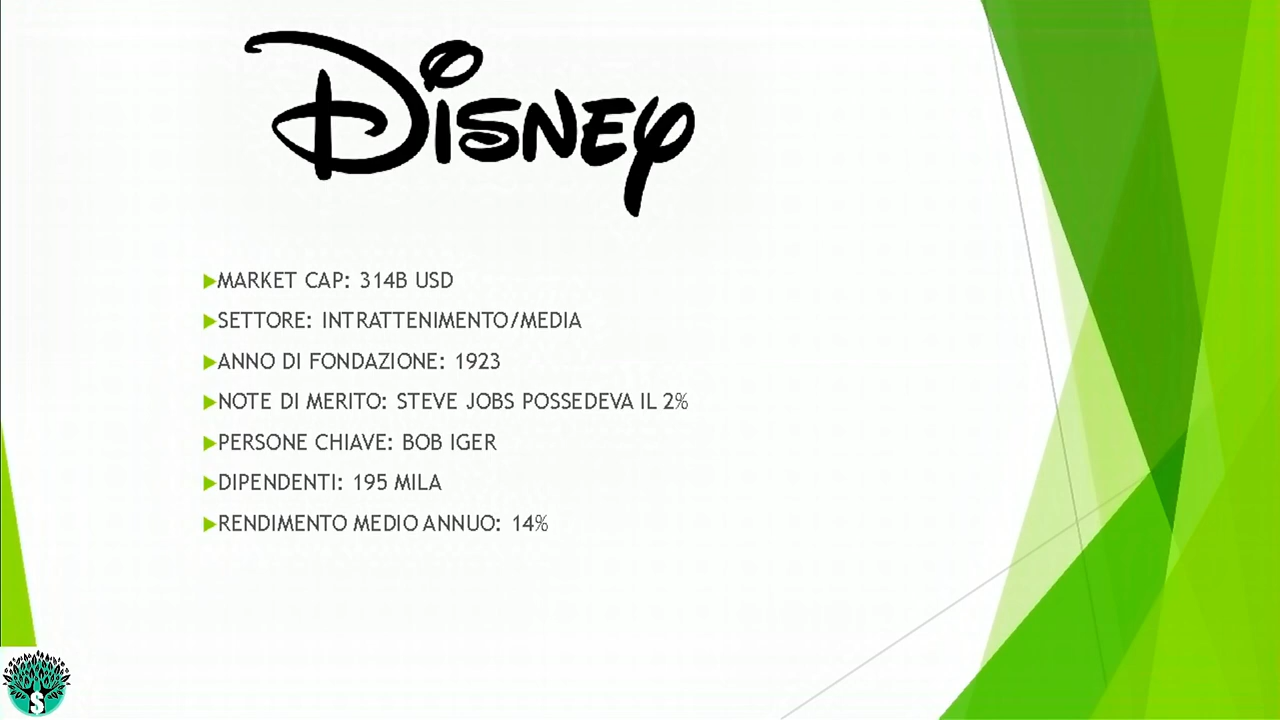 Disney
MARKET CAP: 314B USD
SETTORE: INTRATTENIMENTO/MEDIA
ANNO DI FONDAZIONE: 1923
NOTE DI MERITO: STEVE JOBS POSSEDEVA IL 2%
PERSONE CHIAVE: BOB IGER
DIPENDENTI: 195 MILA
RENDIMENTO MEDIO ANNUO: 14%
$